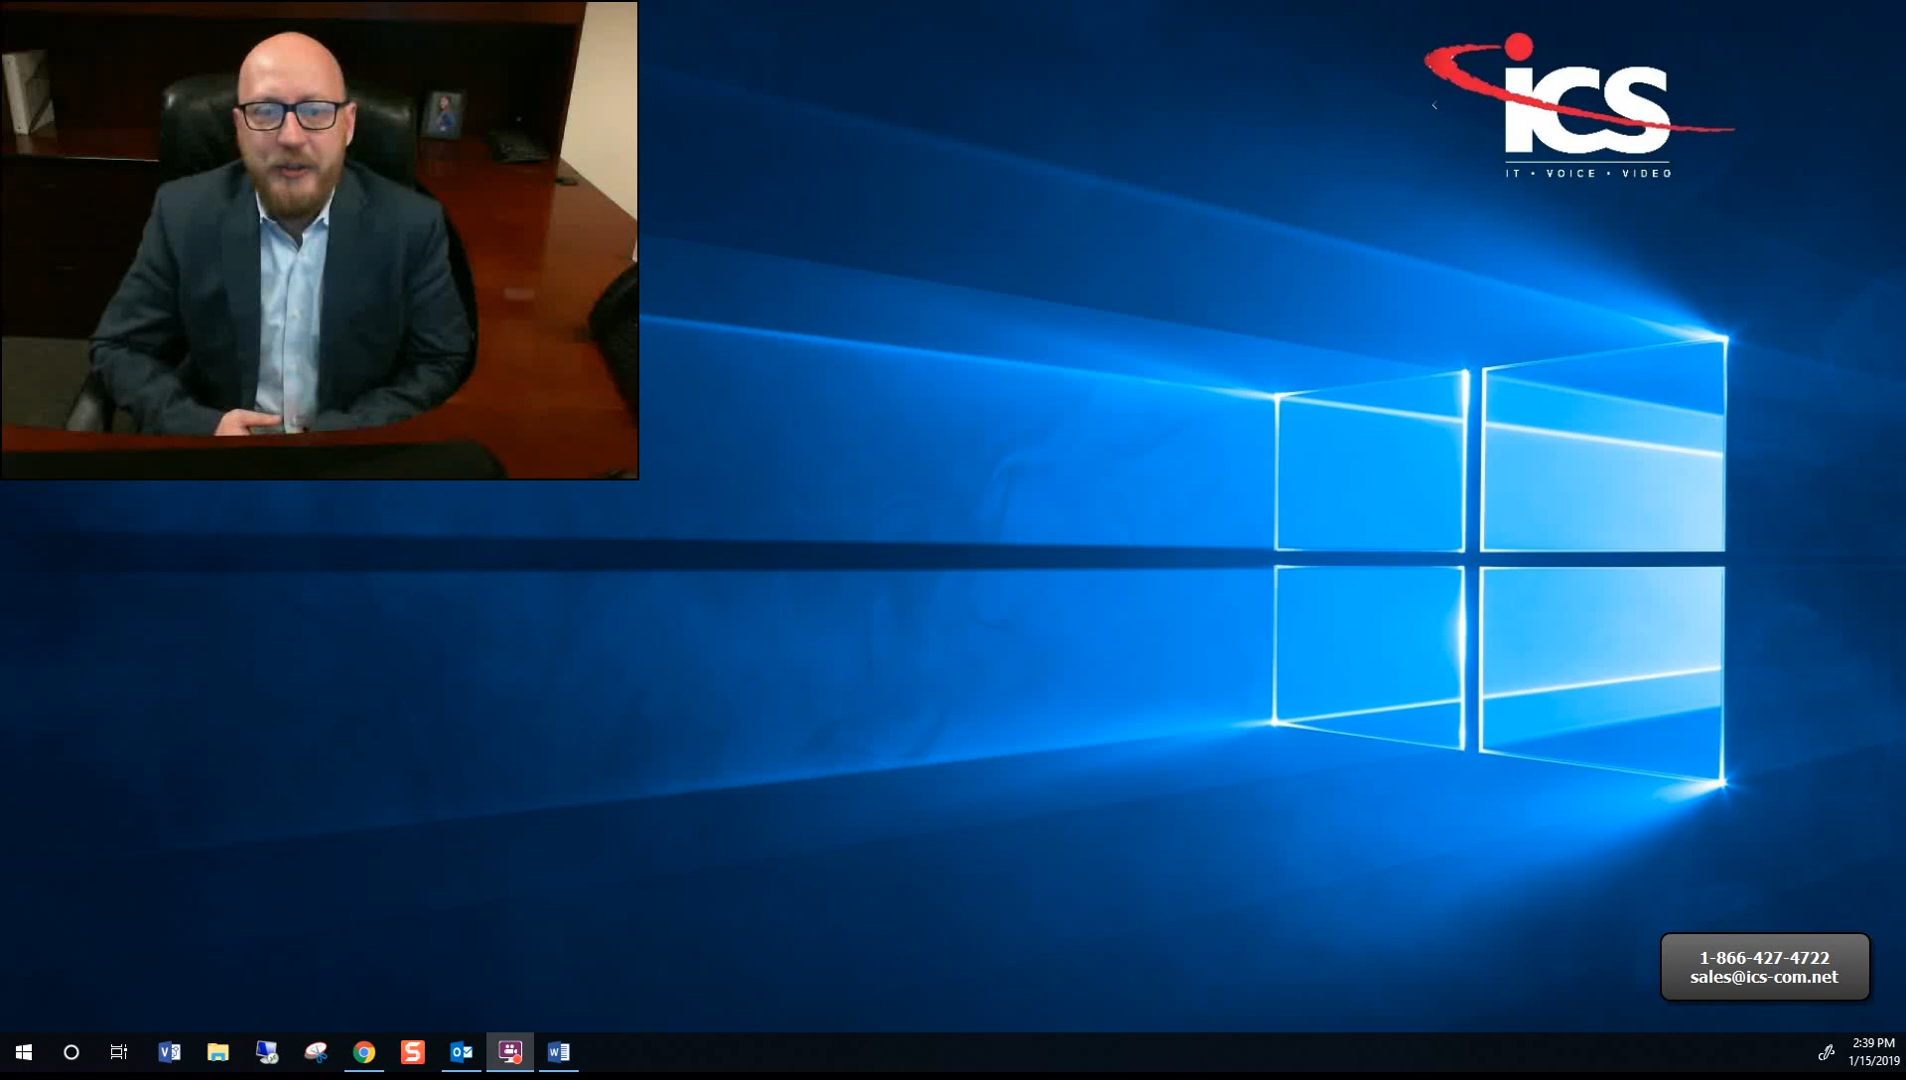 ics
IT • VOICE • VIDEO
1-866-427-4722
sales@ics-com.net
2:39 PM
1/15/2019